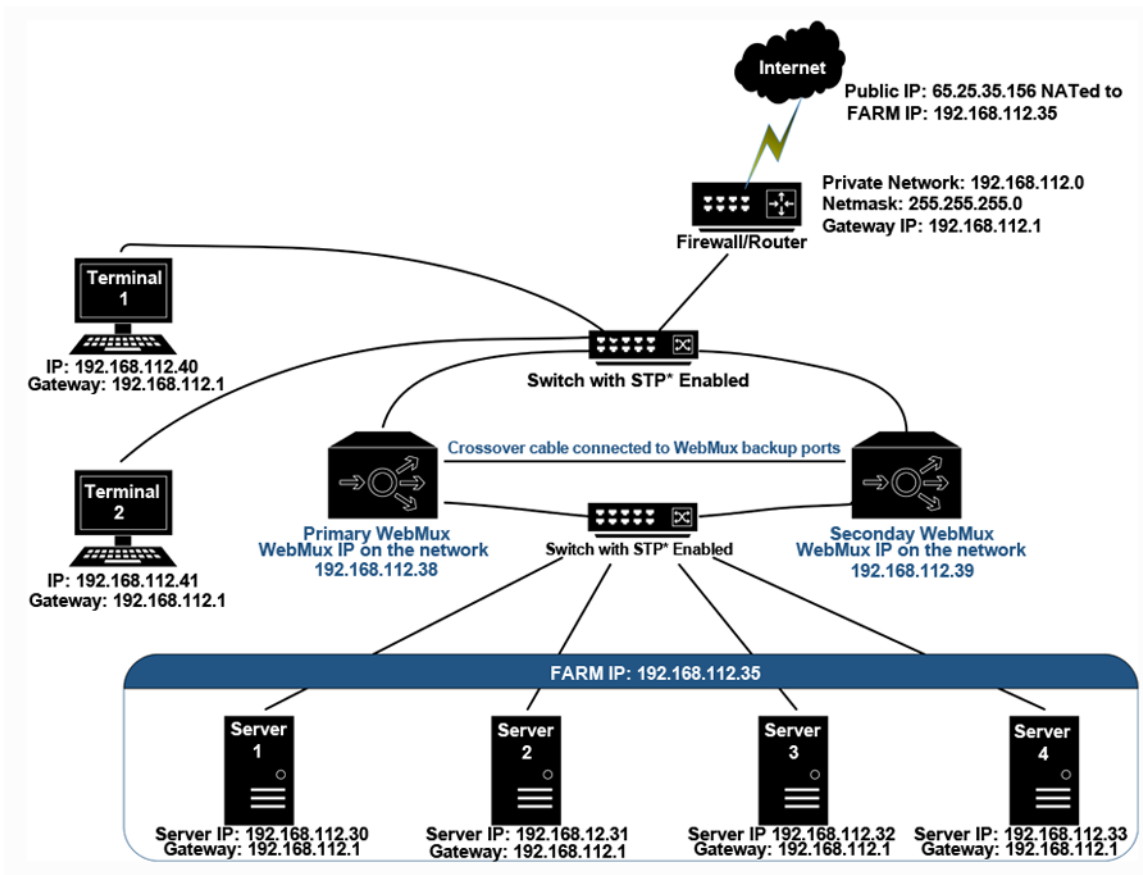 Internet
Public IP: 65.25.35.156 NATed to
FARM IP: 192.168.112.35
Private Network: 192.168.112.0
Netmask: 255.255.255.0
Gateway IP: 192.168.112.1
Firewall/Router
Terminal
1
IP: 192.168.112.40
Gateway: 192.168.112.1
Switch with STP* Enabled
Crossover cable connected to WebMux backup ports
Terminal
2
IP: 192.168.112.41
Gateway: 192.168.112.1
Primary WebMux
WebMux IP on the network
192.168.112.38
Switch with STP* Enabled
Seconday WebMux
WebMux IP on the network
192.168.112.39
FARM IP: 192.168.112.35
Server
1
Server IP: 192.168.112.30
Gateway: 192.168.112.1
Server
2
Server IP: 192.168.12.31
Gateway: 192.168.112.1
Server
3
Server IP 192.168.112.32
Gateway: 192.168.112.1
Server
4
Server IP: 192.168.112.33
Gateway: 192.168.112.1